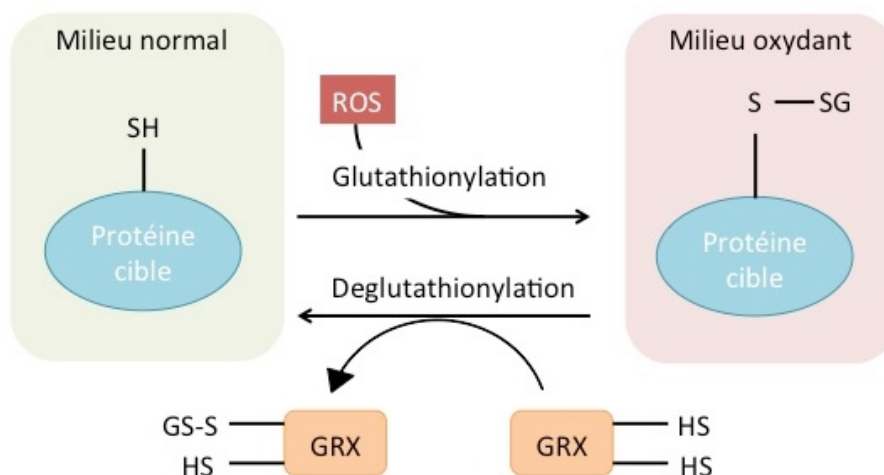 Milieu normal
Milieu oxydant
ROS
SH
S — SG
Glutathionylation
Protéine
cible
Protéine
cible
Deglutathionylation
GS-S
GRX
HS
GRX
HS
HS